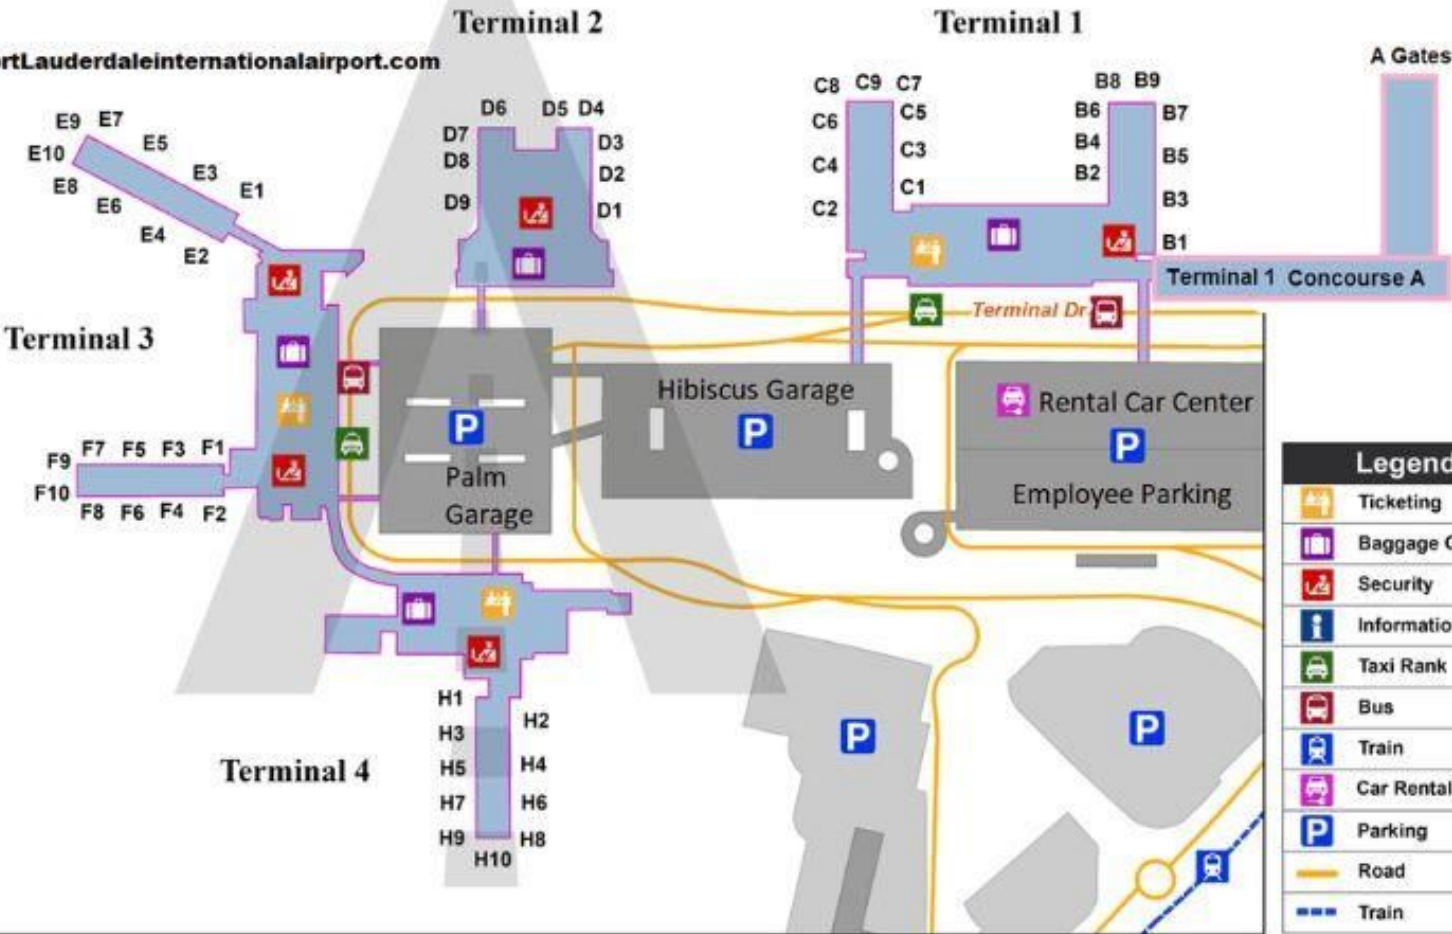 Terminal 2
Terminal 1
rtLauderdaleinternationalairport.com
A Gates
E9 E7
E5
E10
E3
E8
E1
E6
E4
E2
D6 D5 D4
D7 D3
D8 D2
D9 D1
C8 C9 C7
C6 C5
C4 C3
C2 C1
B8 B9
B6 B7
B4 B5
B2 B3
B1
Terminal 1 Concourse A
Terminal Dr
Terminal 3
Hibiscus Garage
Rental Car Center
P
P
P
Palm
Garage
Employee Parking
F9 F7 F5 F3 F1
F10 F8 F6 F4 F2
H1 H2
H3
H5 H4
H7 H6
H9 H8
H10
Terminal 4
P
P
Legend
Ticketing
Baggage C
Security
Informatio
Taxi Rank
Bus
Train
Car Rental
P Parking
Road
Train